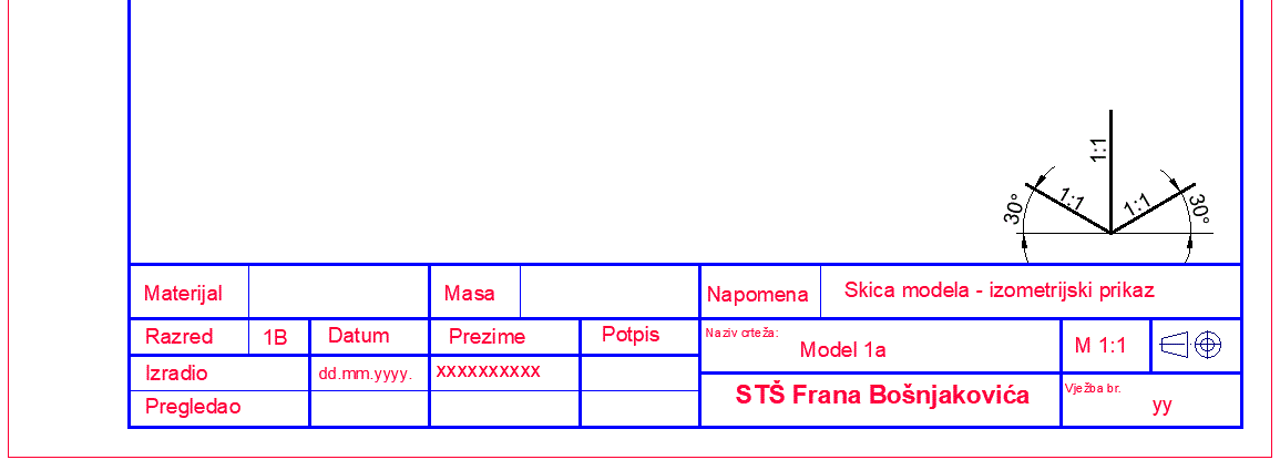 1:1
30°
1:1
1:1
30°
Materijal
Masa
Napomena
Skica modela - izometrijski prikaz
Razred
1B
Datum
Prezime
Potpis
Naziv crteža:
Model 1a
M 1:1
Izradio
dd.mm.yyyy.
xxxxxxxxxx
STŠ Frana Bošnjakovića
Vježba br.
yy
Pregledao